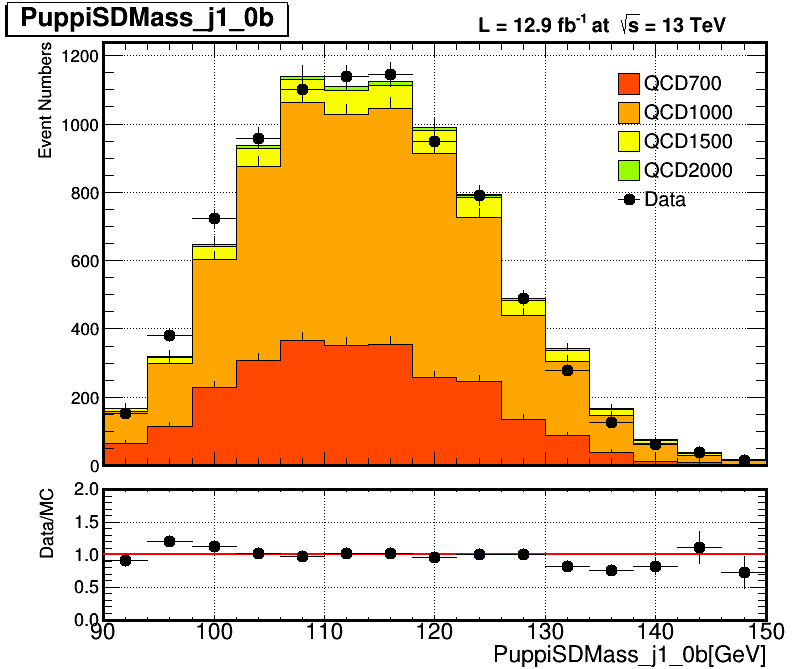 PuppiSDMass_j1_0b
L = 12.9 fb⁻¹ at √s = 13 TeV
Event Numbers
1200
1000
800
600
400
200
0
QCD700
QCD1000
QCD1500
QCD2000
Data
Data/MC
2.0
1.5
1.0
0.5
0.0
90 100 110 120 130 140 150
PuppiSDMass_j1_0b[GeV]